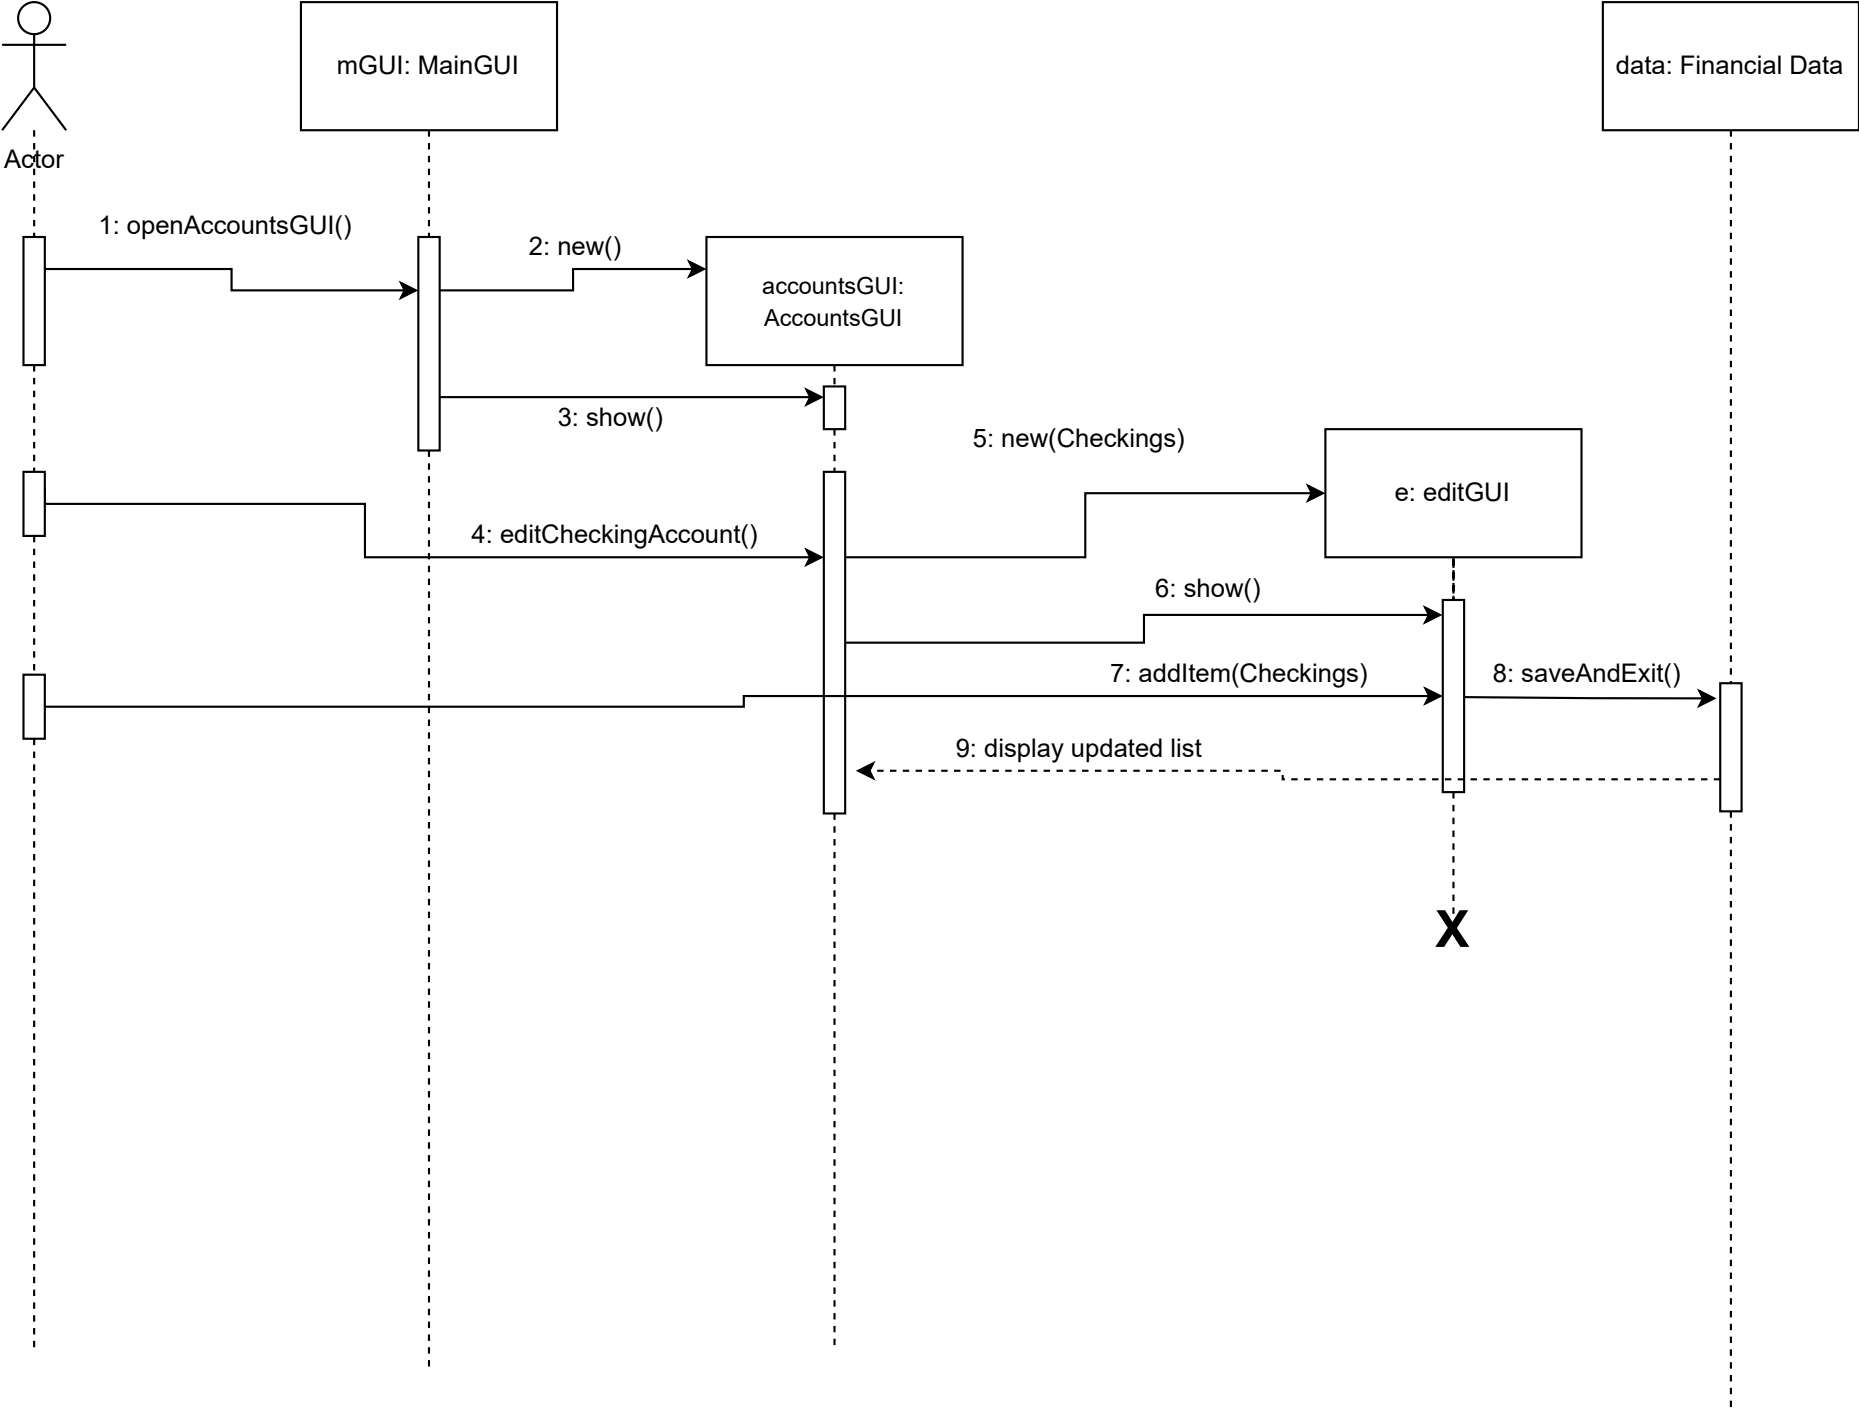 mGUI: MainGUI
data: Financial Data
Actor
1: openAccountsGUI()
2: new()
accountsGUI:
AccountsGUI
3: show()
5: new(Checkings)
e: editGUI
4: editCheckingAccount()
6: show()
7: addItem(Checkings)
8: saveAndExit()
9: display updated list
X